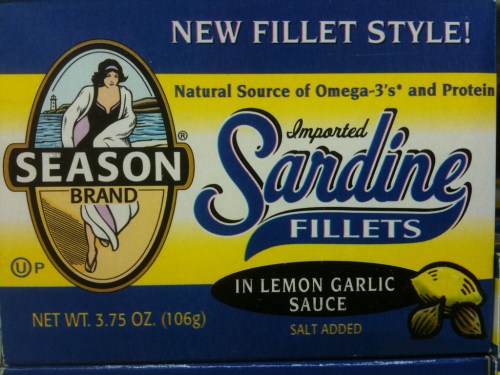 NEW FILLET STYLE!
Natural Source of Omega-3's* and Protein
Imported
Sardine
FILLETS
SEASON®
BRAND
IN LEMON GARLIC
SAUCE
SALT ADDED
U P
NET WT. 3.75 OZ. (106g)